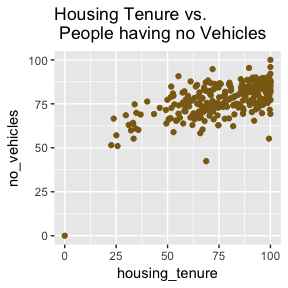 Housing Tenure vs.
People having no Vehicles
100
75
50
25
0
no_vehicles
0 25 50 75 100
housing_tenure